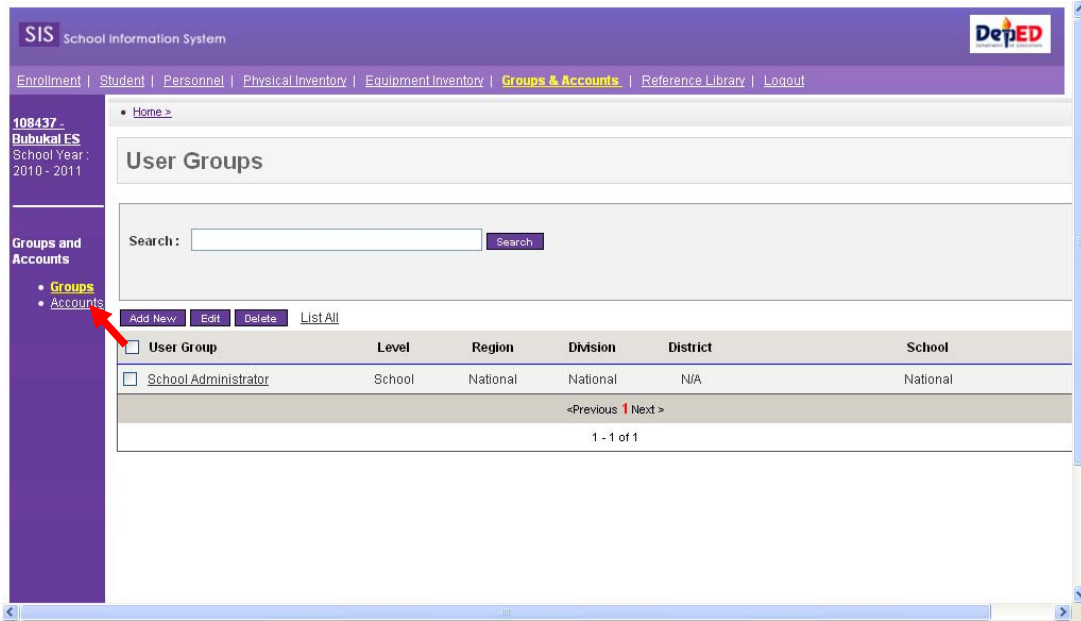 SIS School Information System
DepED
Enrollment | Student | Personnel | Physical Inventory | Equipment Inventory | Groups & Accounts | Reference Library | Logout
108437 -
Bubukal ES
School Year :
2010 - 2011
Groups and
Accounts
• Groups
• Accounts
• Home >
User Groups
Search : Search
Add New Edit Delete List All
User Group Level Region Division District School
School Administrator School National National N/A National
<Previous 1 Next >
1 - 1 of 1